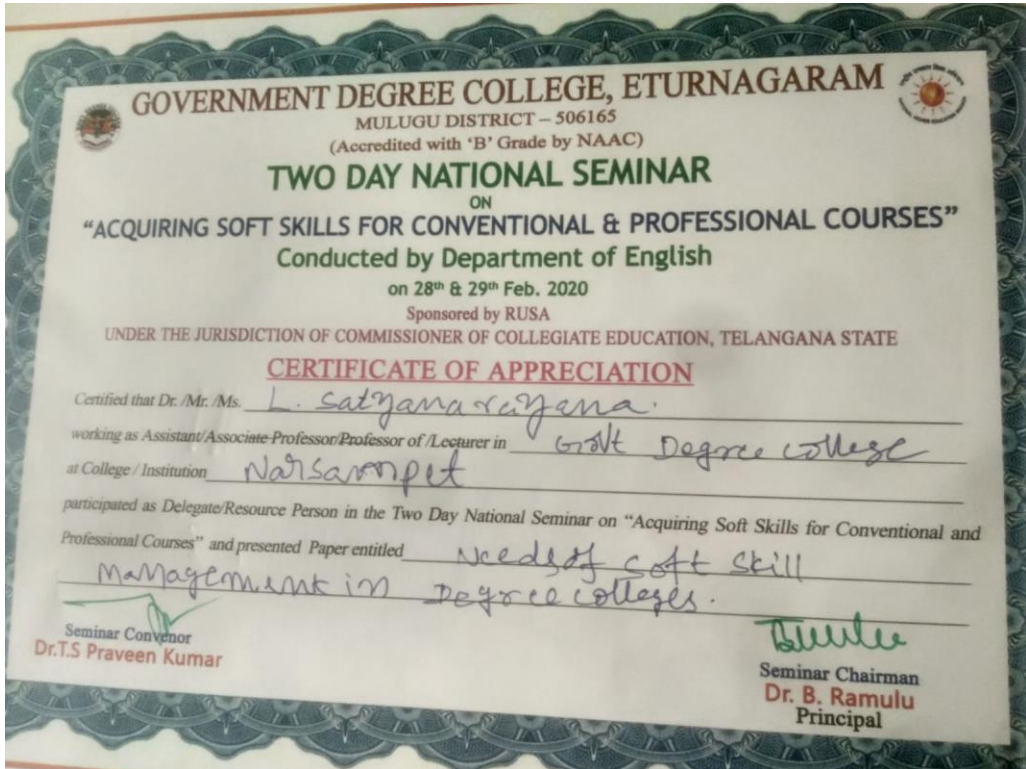 GOVERNMENT DEGREE COLLEGE, ETURNAGARAM
MULUGU DISTRICT – 506165
(Accredited with 'B' Grade by NAAC)
TWO DAY NATIONAL SEMINAR
ON
“ACQUIRING SOFT SKILLS FOR CONVENTIONAL & PROFESSIONAL COURSES”
Conducted by Department of English
on 28th & 29th Feb. 2020
Sponsored by RUSA
UNDER THE JURISDICTION OF COMMISSIONER OF COLLEGIATE EDUCATION, TELANGANA STATE
CERTIFICATE OF APPRECIATION
Certified that Dr. /Mr. /Ms. L. Satyanarayana.
working as Assistant/Associate Professor/Professor of /Lecturer in Govt Degree college
at College / Institution Narsampet
participated as Delegate/Resource Person in the Two Day National Seminar on “Acquiring Soft Skills for Conventional and
Professional Courses” and presented Paper entitled Needs of Soft Skill
Management in Degree colleges.
Seminar Convenor
Dr.T.S Praveen Kumar
Seminar Chairman
Dr. B. Ramulu
Principal